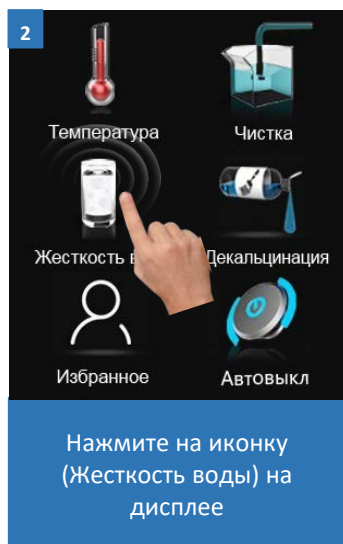 2
Температура Чистка
Жесткость в Декальцинация
Избранное Автовыкл
Нажмите на иконку
(Жесткость воды) на
дисплее